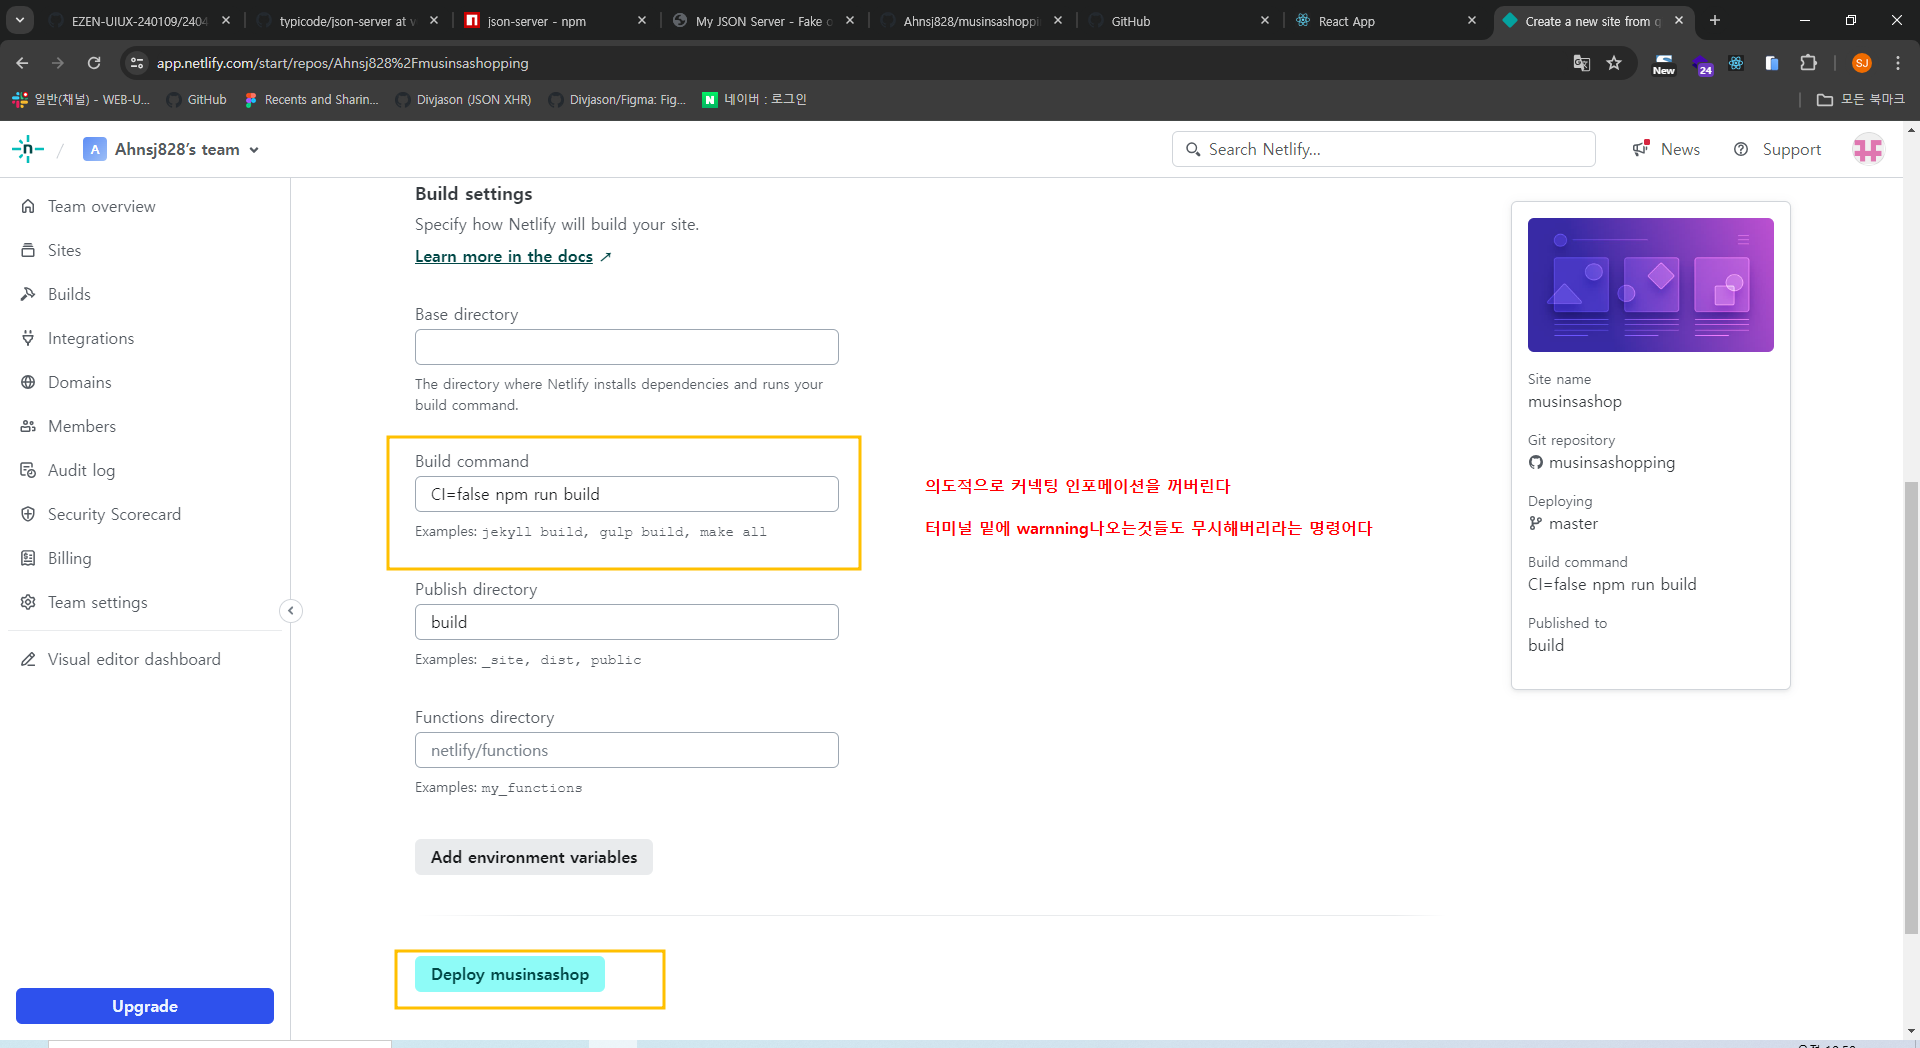 EZEN-UIUX-240109/2404
typicode/json-server at v
json-server - npm
My JSON Server - Fake o
Ahnsj828/musinsashoppi
GitHub
React App
Create a new site from q
app.netlify.com/start/repos/Ahnsj828%2Fmusinsashopping
New
24
SJ
일반(채널) - WEB-U...
GitHub
Recents and Sharin...
Divjason (JSON XHR)
Divjason/Figma: Fig...
N 네이버 : 로그인
모든 북마크
n
/
A Ahnsj828's team
Search Netlify...
News
Support
Team overview
Sites
Builds
Integrations
Domains
Members
Audit log
Security Scorecard
Billing
Team settings
Visual editor dashboard
Upgrade
Build settings
Specify how Netlify will build your site.
Learn more in the docs ↗
Base directory
The directory where Netlify installs dependencies and runs your
build command.
Build command
CI=false npm run build
Examples: jekyll build, gulp build, make all
의도적으로 커넥팅 인포메이션을 꺼버린다
터미널 밑에 warnning나오는것들도 무시해버리라는 명령어다
Publish directory
build
Examples: _site, dist, public
Functions directory
netlify/functions
Examples: my_functions
Add environment variables
Deploy musinsashop
Site name
musinsashop
Git repository
musinsashopping
Deploying
master
Build command
CI=false npm run build
Published to
build